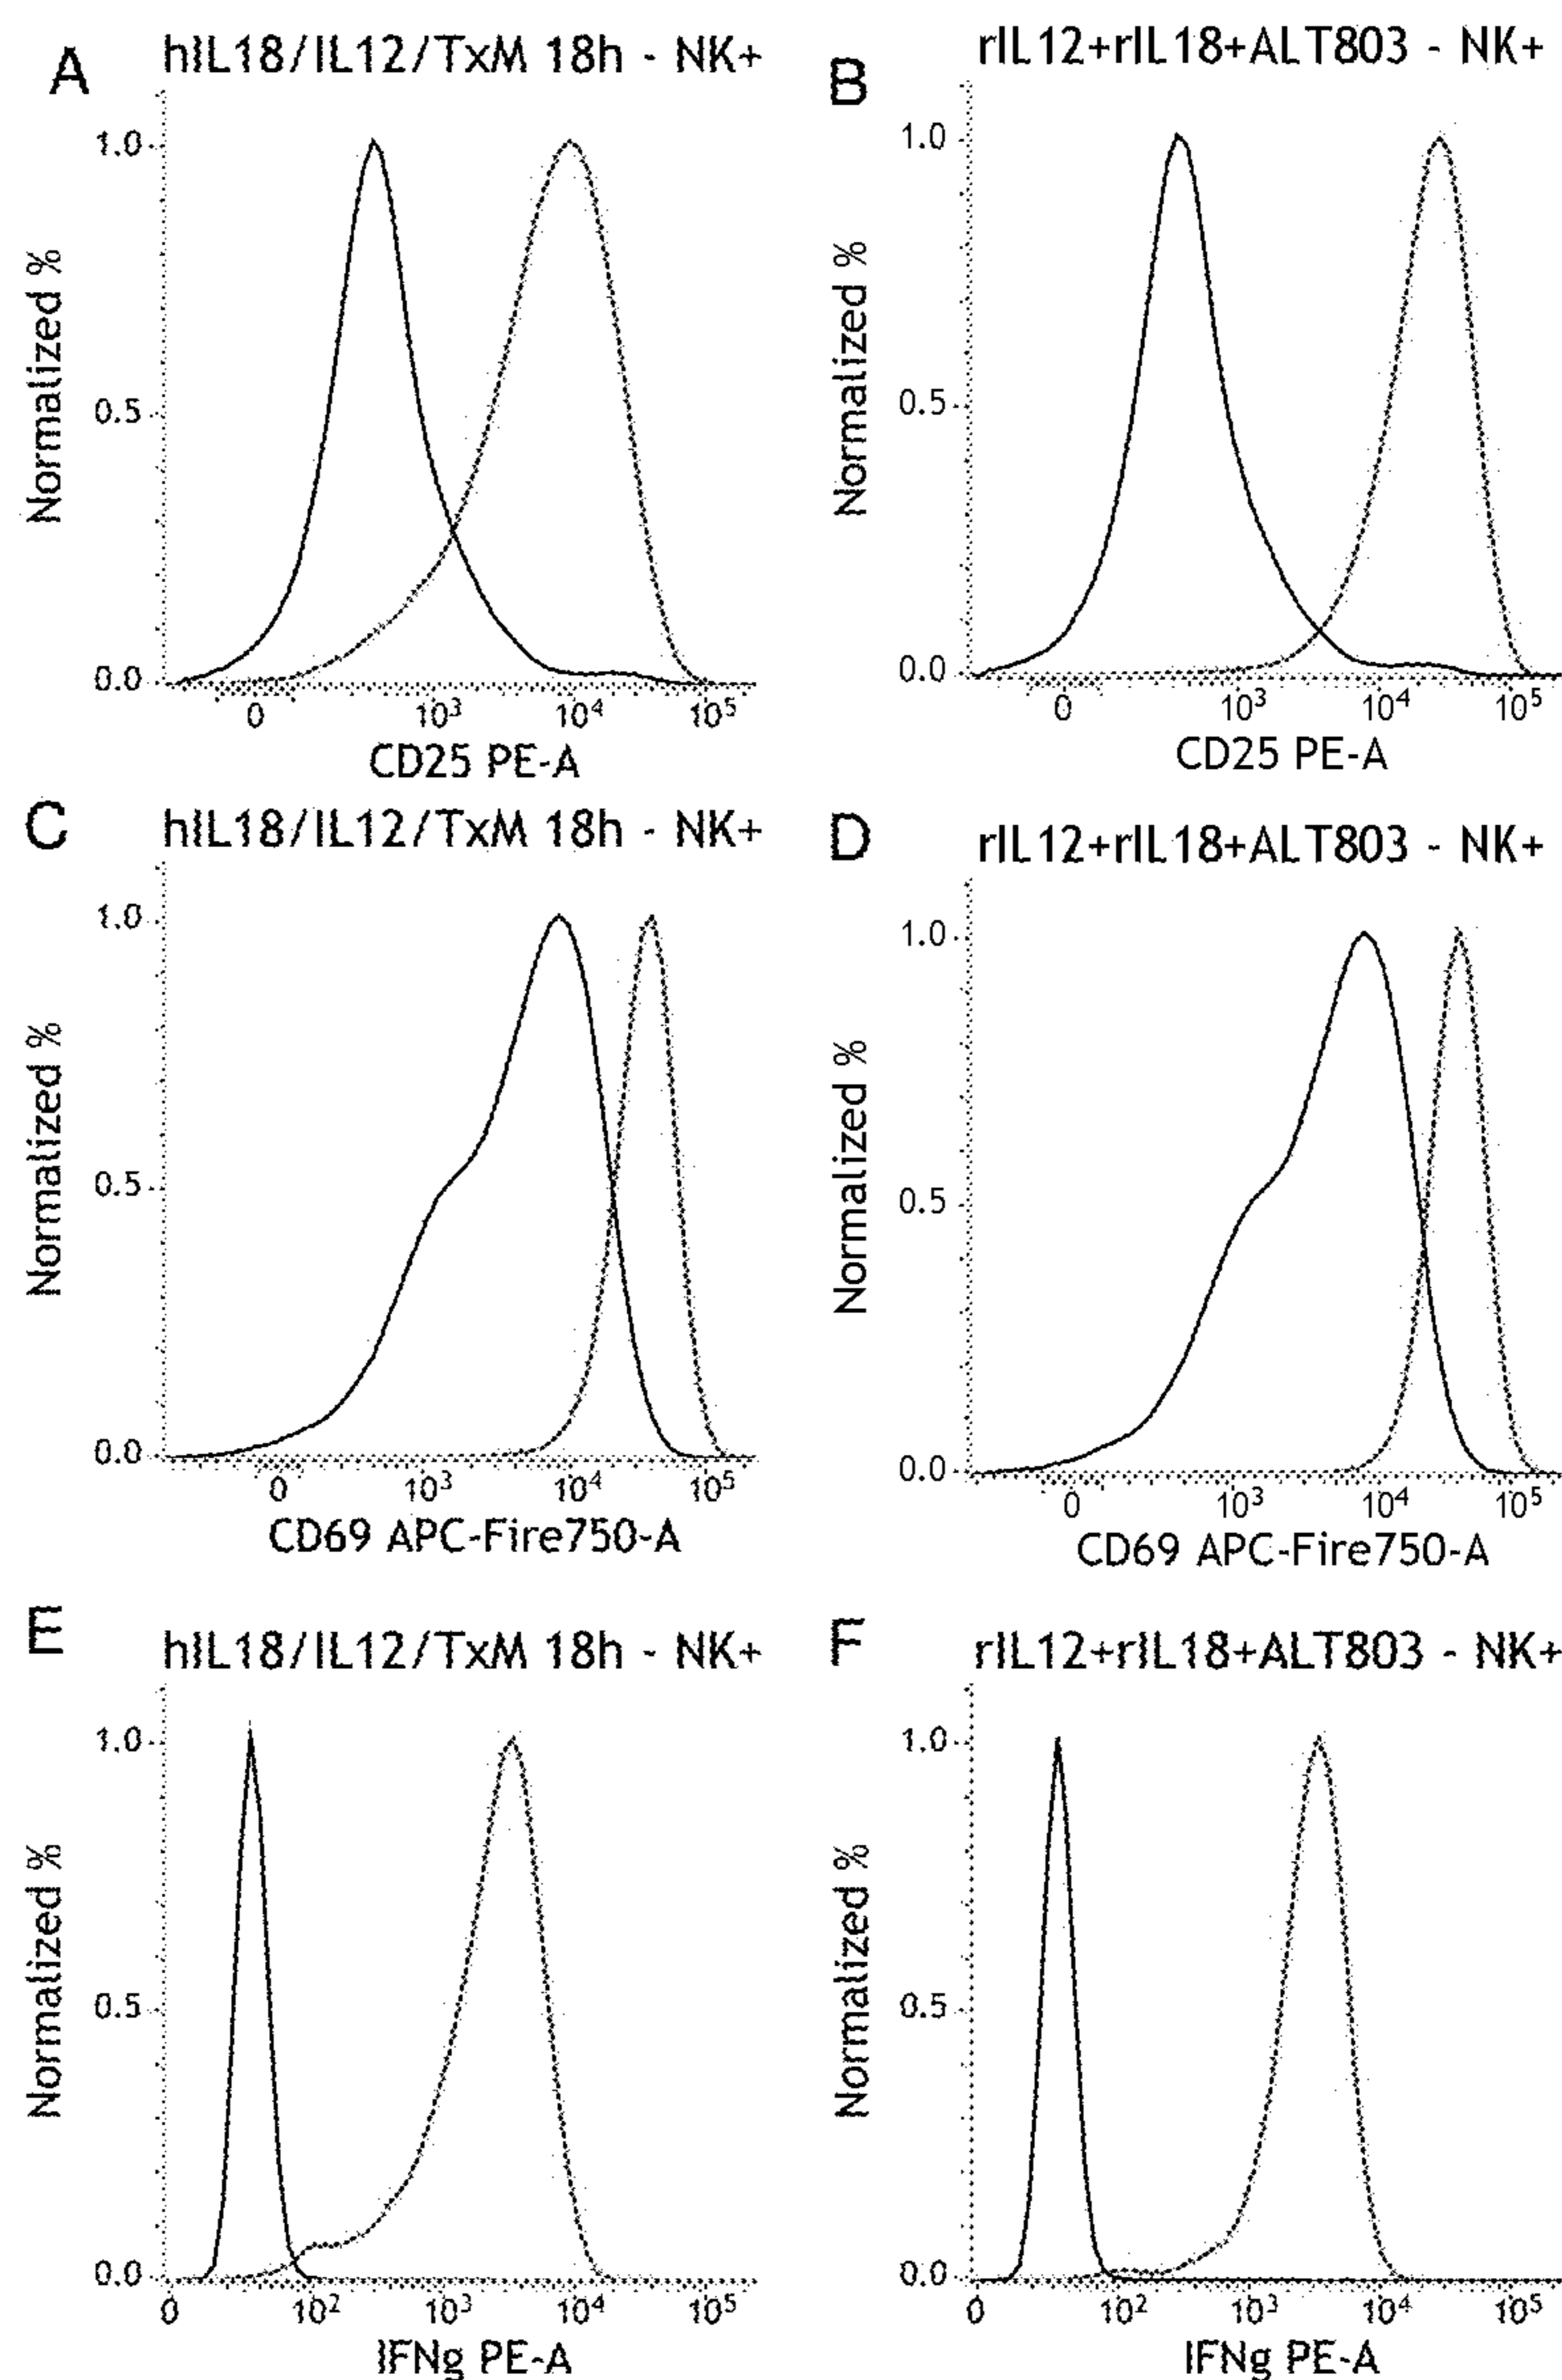 A hIL18/IL12/TxM 18h - NK+
Normalized %
1.0
0.5
0.0
0 10³ 10⁴ 10⁵
CD25 PE-A
B rIL12+rIL18+ALT803 - NK+
Normalized %
1.0
0.5
0.0
0 10³ 10⁴ 10⁵
CD25 PE-A
C hIL18/IL12/TxM 18h - NK+
Normalized %
1.0
0.5
0.0
0 10³ 10⁴ 10⁵
CD69 APC-Fire750-A
D rIL12+rIL18+ALT803 - NK+
Normalized %
1.0
0.5
0.0
0 10³ 10⁴ 10⁵
CD69 APC-Fire750-A
E hIL18/IL12/TxM 18h - NK+
Normalized %
1.0
0.5
0.0
0 10² 10³ 10⁴ 10⁵
IFNg PE-A
F rIL12+rIL18+ALT803 - NK+
Normalized %
1.0
0.5
0.0
0 10² 10³ 10⁴ 10⁵
IFNg PE-A